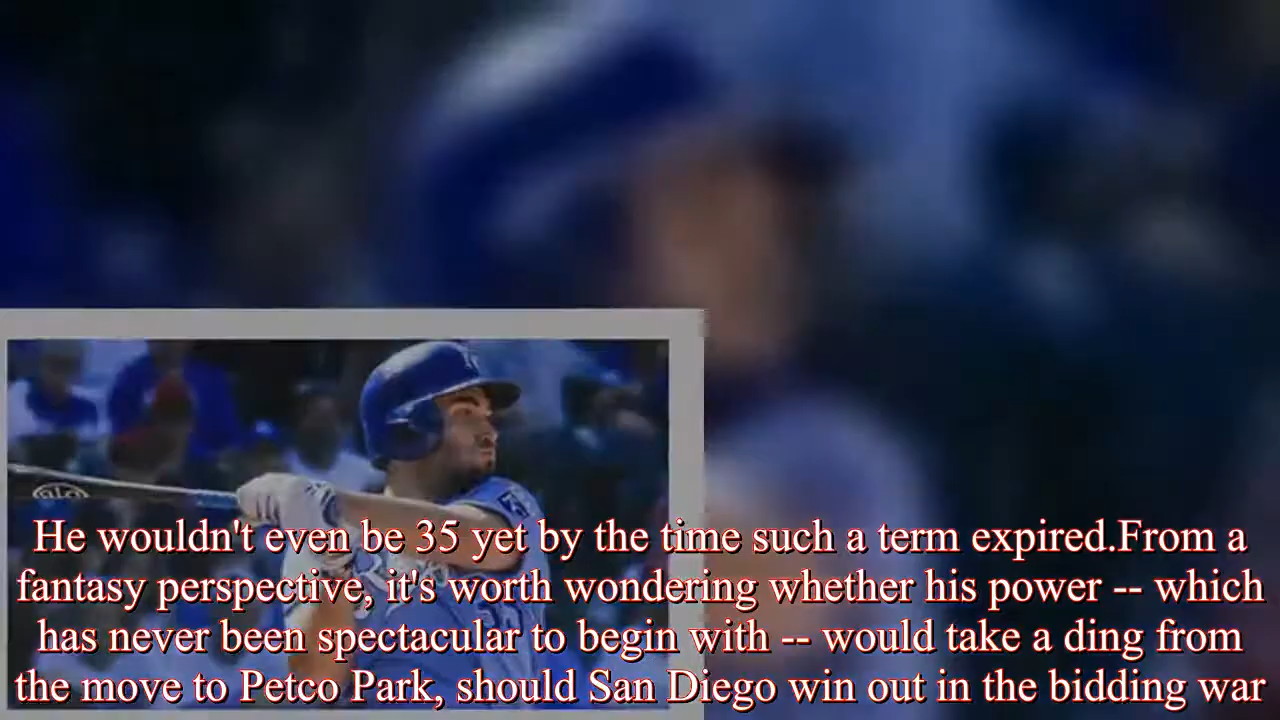 He wouldn't even be 35 yet by the time such a term expired.From a
fantasy perspective, it's worth wondering whether his power -- which
has never been spectacular to begin with -- would take a ding from
the move to Petco Park, should San Diego win out in the bidding war